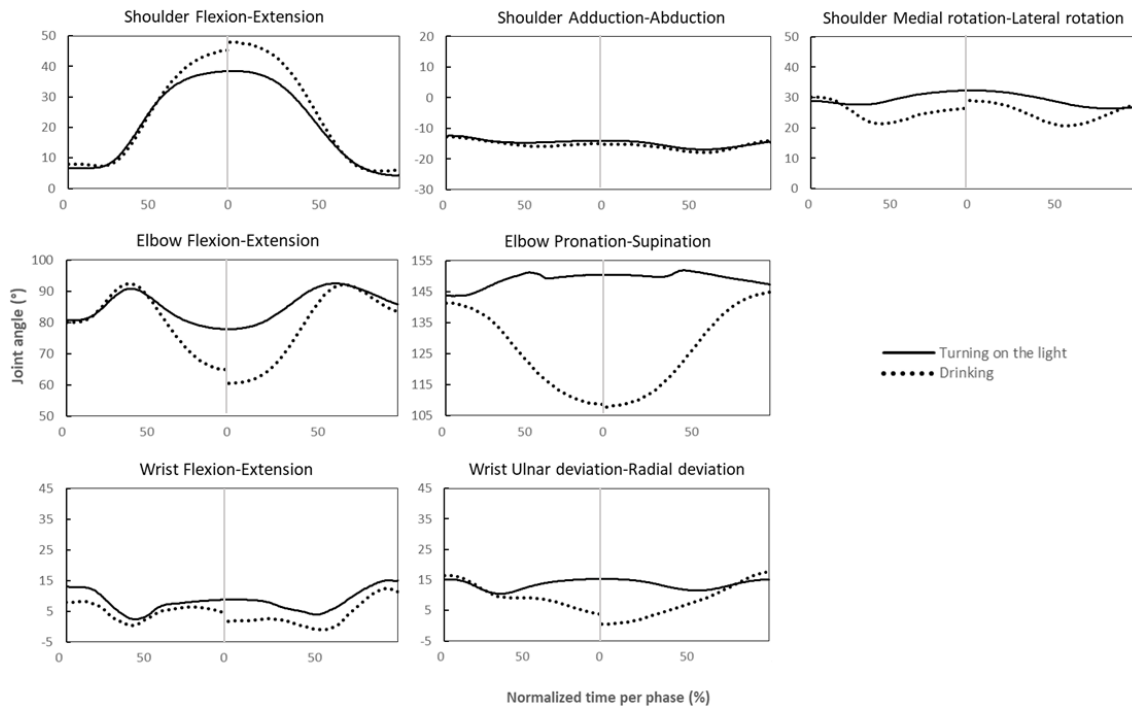 Shoulder Flexion-Extension
50
40
30
20
10
0
0 50 0 50
Shoulder Adduction-Abduction
20
10
0
-10
-20
-30
0 50 0 50
Shoulder Medial rotation-Lateral rotation
50
40
30
20
10
0
0 50 0 50
Joint angle (°)
Elbow Flexion-Extension
100
90
80
70
60
50
0 50 0 50
Elbow Pronation-Supination
155
145
135
125
115
105
0 50 0 50
Turning on the light
Drinking
Wrist Flexion-Extension
45
35
25
15
5
-5
0 50 0 50
Wrist Ulnar deviation-Radial deviation
45
35
25
15
5
-5
0 50 0 50
Normalized time per phase (%)